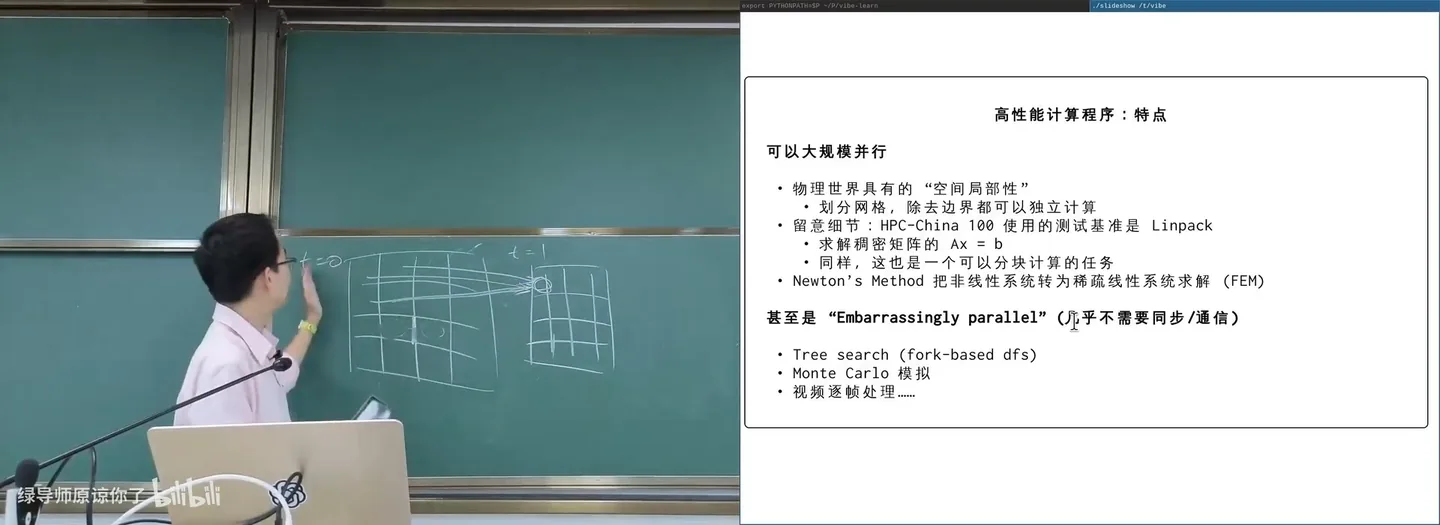 export PYTHONPATH=$P ~/P/vibe-learn
./slideshow /t/vibe
t=0
t=1
绿导师原谅你了 bilibili
高性能计算程序：特点
可以大规模并行
• 物理世界具有的 “空间局部性”
• 划分网格, 除去边界都可以独立计算
• 留意细节：HPC-China 100 使用的测试基准是 Linpack
• 求解稠密矩阵的 Ax = b
• 同样, 这也是一个可以分块计算的任务
• Newton’s Method 把非线性系统转为稀疏线性系统求解 (FEM)
甚至是 “Embarrassingly parallel” (几乎不需要同步/通信)
• Tree search (fork-based dfs)
• Monte Carlo 模拟
• 视频逐帧处理……